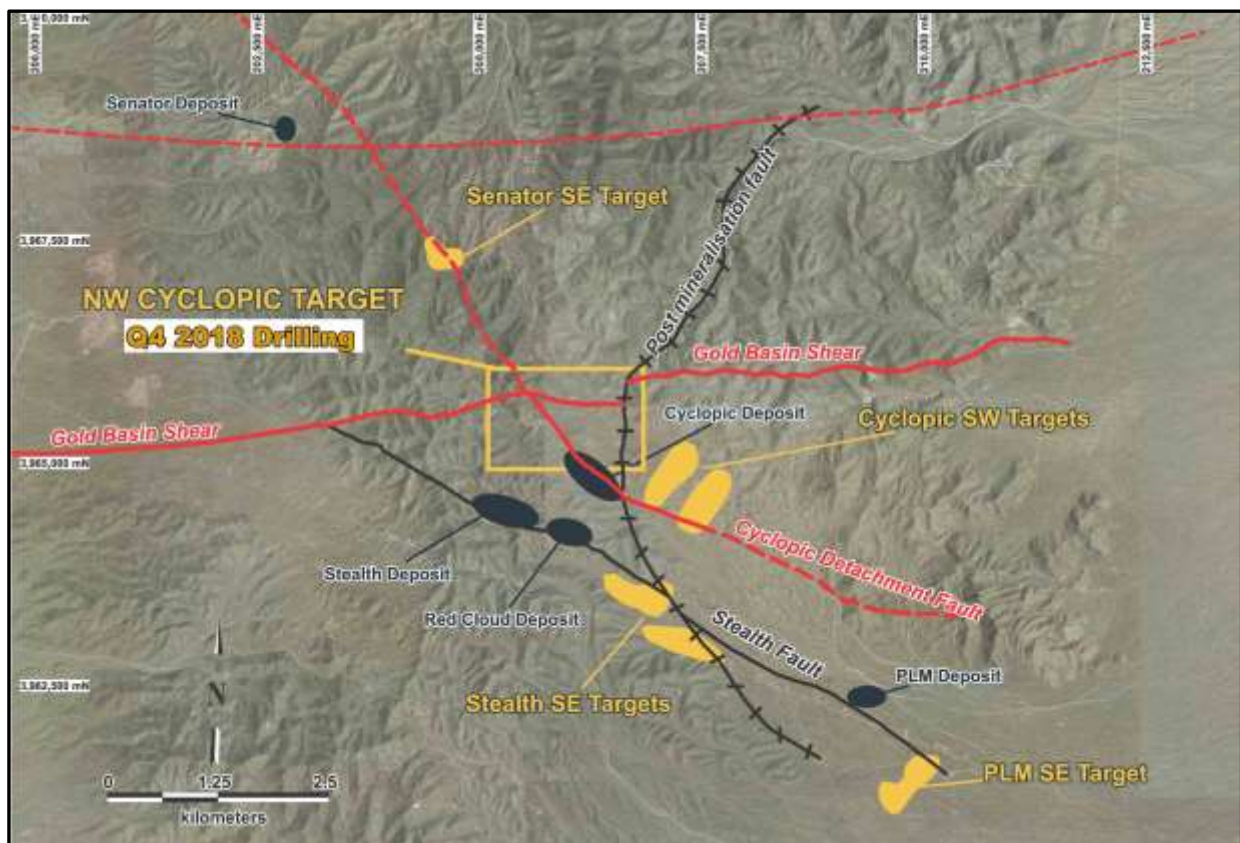 Senator Deposit
Senator SE Target
3,967,500 mN
NW CYCLOPIC TARGET
Q4 2018 Drilling
Post mineralisation fault
Gold Basin Shear
Cyclopic Deposit
Cyclopic SW Targets
Gold Basin Shear
3,965,000 mN
Stealth Deposit
Red Cloud Deposit
Cyclopic Detachment Fault
Stealth Fault
PLM Deposit
3,962,500 mN
N
Stealth SE Targets
PLM SE Target
0 1.25 2.5
kilometers